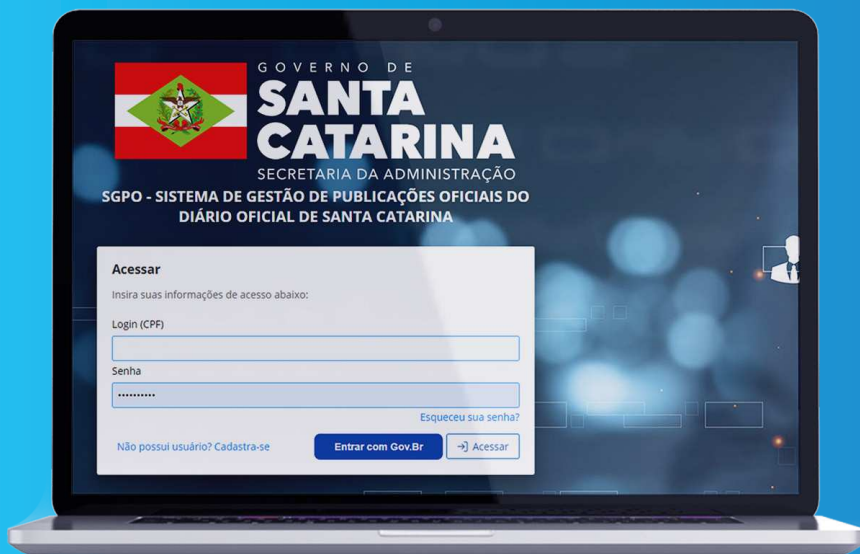 GOVERNO DE
SANTA
CATARINA
SECRETARIA DA ADMINISTRAÇÃO
SGPO - SISTEMA DE GESTÃO DE PUBLICAÇÕES OFICIAIS DO
DIÁRIO OFICIAL DE SANTA CATARINA
Acessar
Insira suas informações de acesso abaixo:
Login (CPF)
Senha
••••••••••
Esqueceu sua senha?
Não possui usuário? Cadastra-se
Entrar com Gov.Br
Acessar